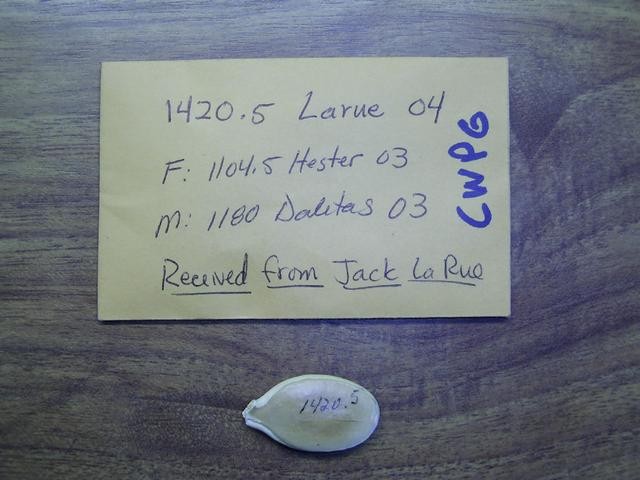 1420.5 Larue 04
F: 1104.5 Hester 03
M: 1180 Daletas 03
Received from Jack LaRue
CWPG
1420.5